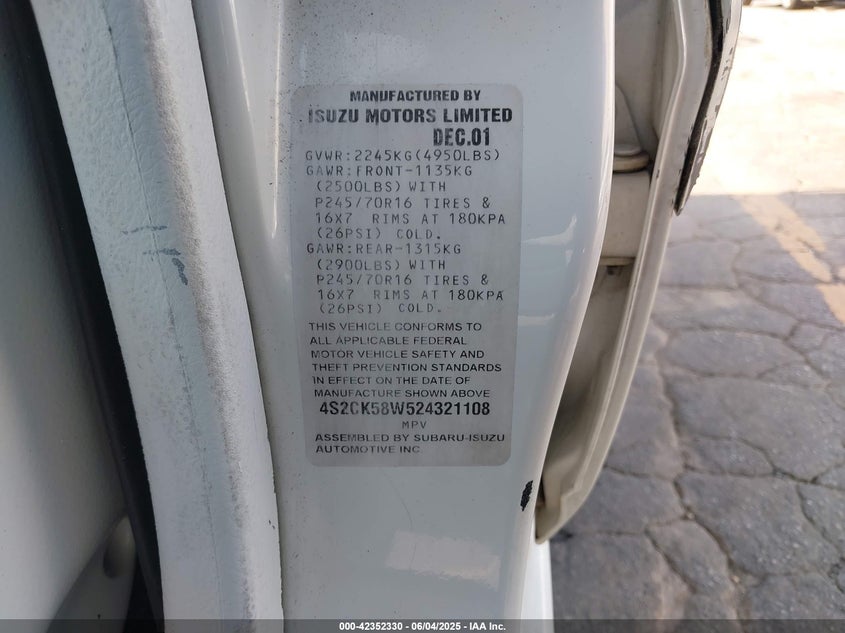 MANUFACTURED BY
ISUZU MOTORS LIMITED
DEC.01
GVWR:2245KG(4950LBS)
GAWR:FRONT-1135KG
(2500LBS) WITH
P245/70R16 TIRES &
16X7 RIMS AT 180KPA
(26PSI) COLD.
GAWR:REAR-1315KG
(2900LBS) WITH
P245/70R16 TIRES &
16X7 RIMS AT 180KPA
(26PSI) COLD.
THIS VEHICLE CONFORMS TO
ALL APPLICABLE FEDERAL
MOTOR VEHICLE SAFETY AND
THEFT PREVENTION STANDARDS
IN EFFECT ON THE DATE OF
MANUFACTURE SHOWN ABOVE
4S2CK58W524321108
MPV
ASSEMBLED BY SUBARU-ISUZU
AUTOMOTIVE INC
000-42352330 - 06/04/2025 - IAA Inc.